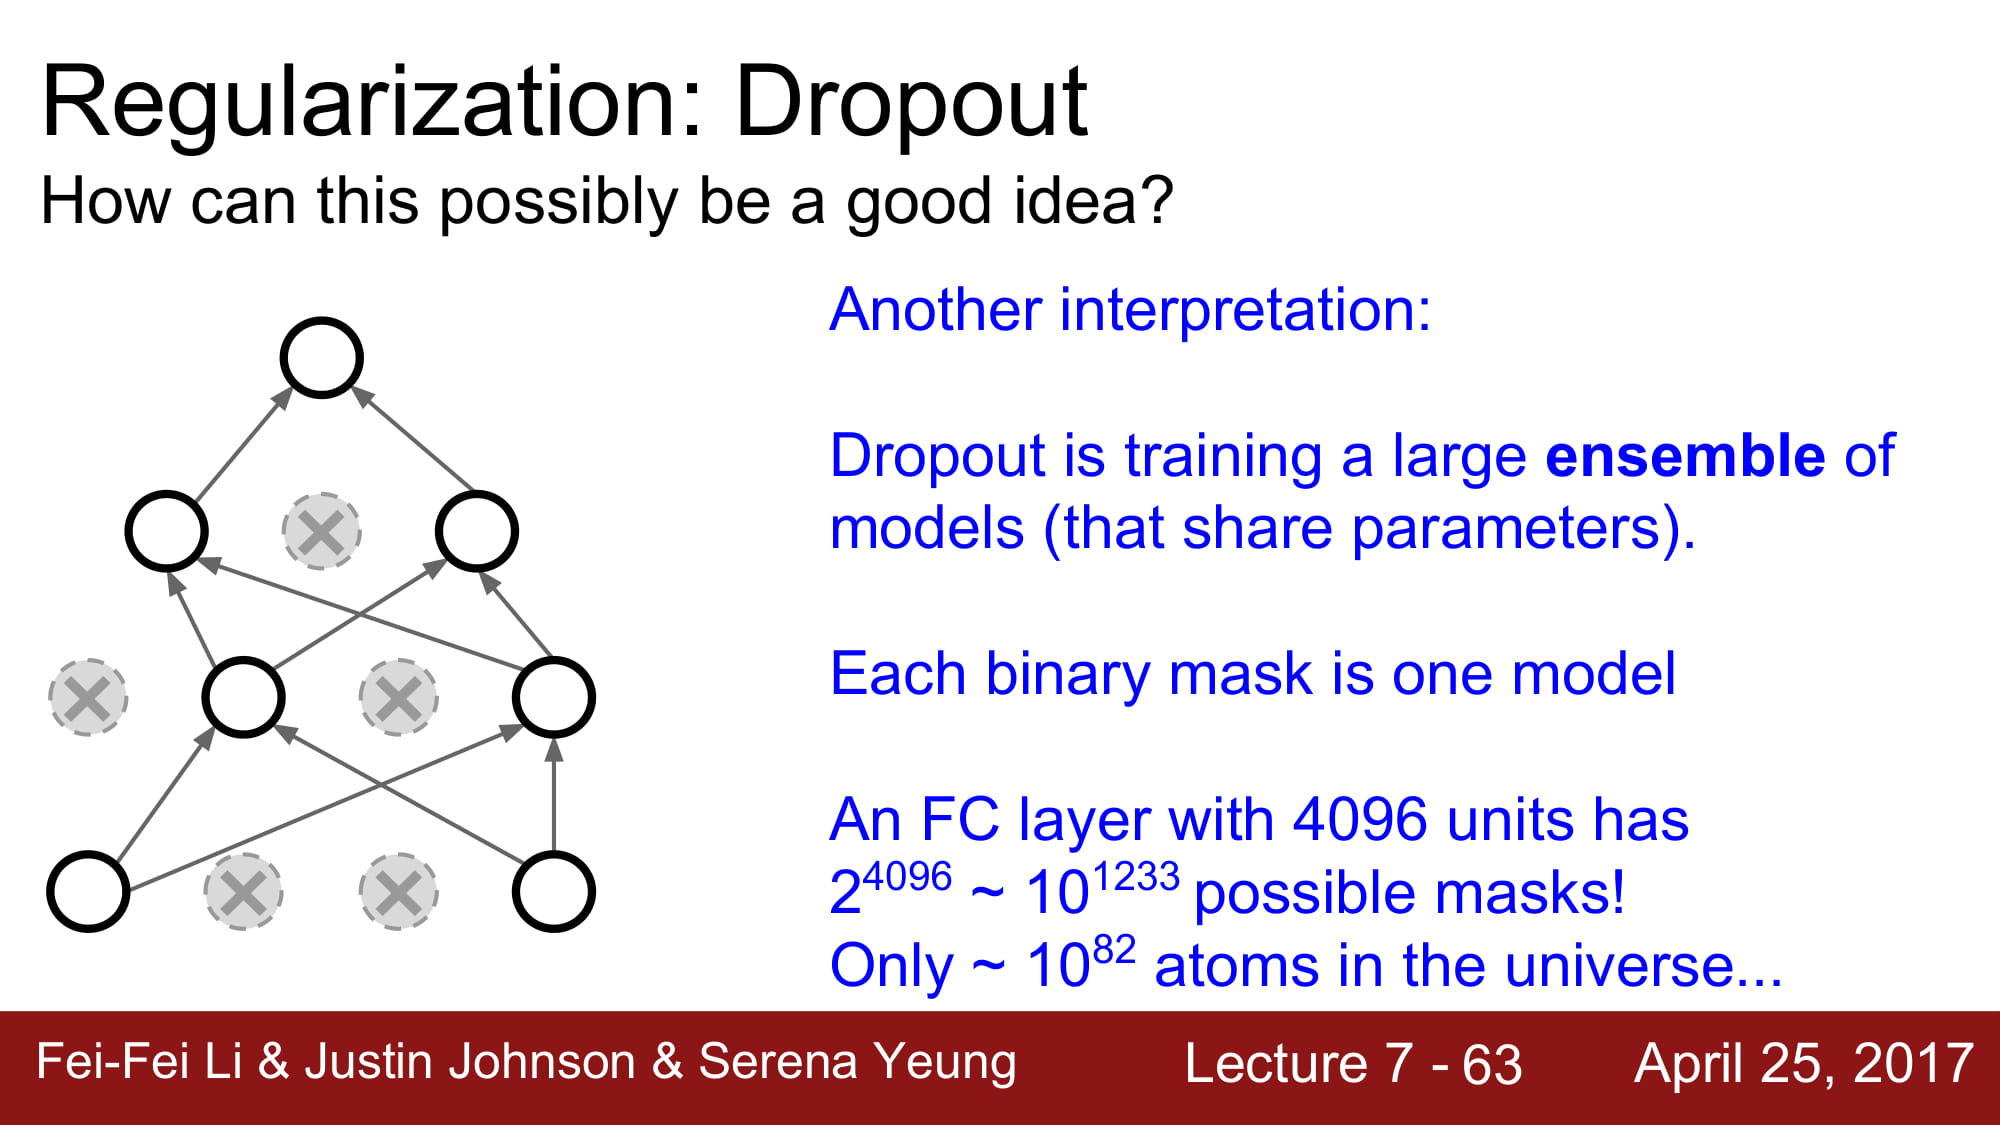 Regularization: Dropout
How can this possibly be a good idea?
Another interpretation:
Dropout is training a large ensemble of
models (that share parameters).
Each binary mask is one model
An FC layer with 4096 units has
2^4096 ~ 10^1233 possible masks!
Only ~ 10^82 atoms in the universe...
Fei-Fei Li & Justin Johnson & Serena Yeung
Lecture 7 - 63
April 25, 2017